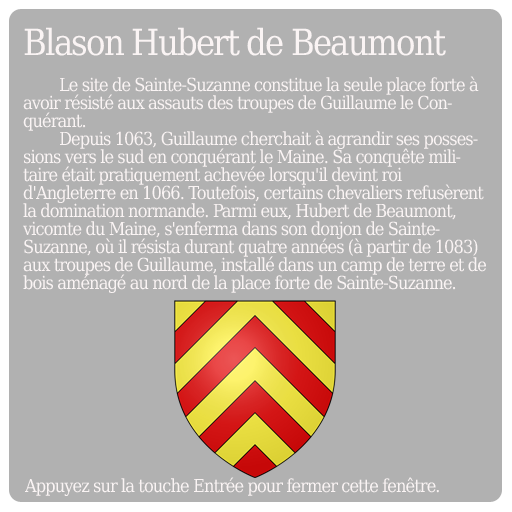 Blason Hubert de Beaumont
Le site de Sainte-Suzanne constitue la seule place forte à
avoir résisté aux assauts des troupes de Guillaume le Con-
quérant.
Depuis 1063, Guillaume cherchait à agrandir ses posses-
sions vers le sud en conquérant le Maine. Sa conquête mili-
taire était pratiquement achevée lorsqu'il devint roi
d'Angleterre en 1066. Toutefois, certains chevaliers refusèrent
la domination normande. Parmi eux, Hubert de Beaumont,
vicomte du Maine, s'enferma dans son donjon de Sainte-
Suzanne, où il résista durant quatre années (à partir de 1083)
aux troupes de Guillaume, installé dans un camp de terre et de
bois aménagé au nord de la place forte de Sainte-Suzanne.
Appuyez sur la touche Entrée pour fermer cette fenêtre.